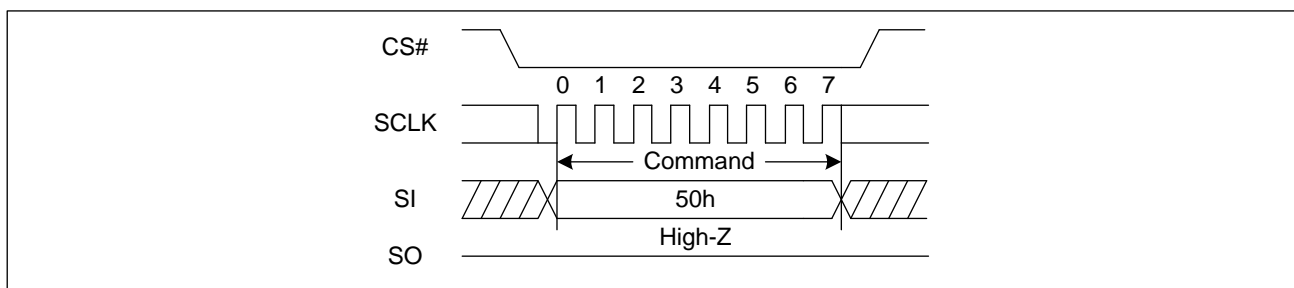 CS#
0 1 2 3 4 5 6 7
SCLK
Command
SI
50h
High-Z
SO